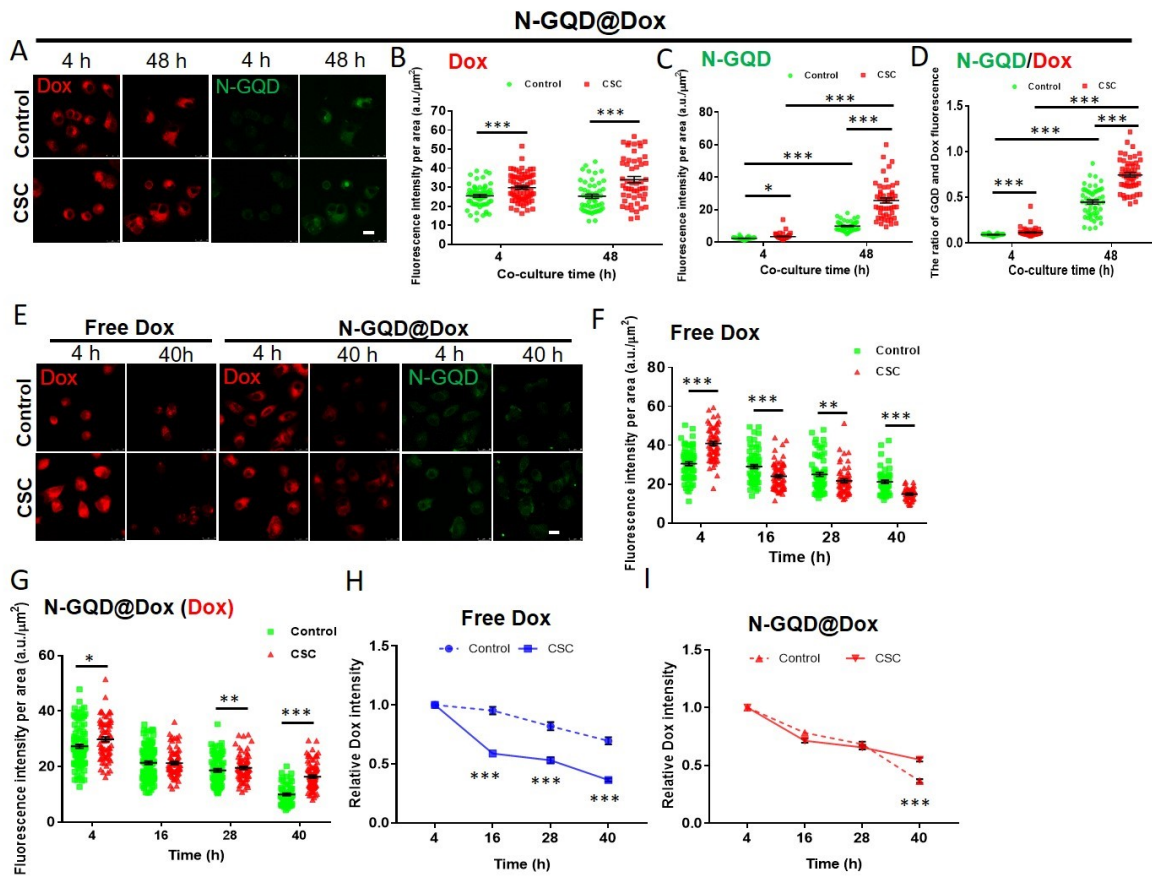 N-GQD@Dox
A
4 h 48 h 4 h 48 h
Dox N-GQD
Control
CSC
B
Dox
Control CSC
Fluorescence intensity per area (a.u./μm²)
70
60
50
40
30
20
10
0
*** ***
4 48
Co-culture time (h)
C
N-GQD
Control CSC
Fluorescence intensity per area (a.u./μm²)
80
60
40
20
0
***
***
***
*
4 48
Co-culture time (h)
D
N-GQD/Dox
Control CSC
The ratio of GQD and Dox fluorescence
1.5
1.0
0.5
0.0
***
***
***
***
4 48
Co-culture time (h)
E
Free Dox N-GQD@Dox
4 h 40h 4 h 40 h 4 h 40 h
Dox Dox N-GQD
Control
CSC
F
Free Dox
Control
CSC
Fluorescence intensity per area (a.u./μm²)
80
60
40
20
0
*** *** ** ***
4 16 28 40
Time (h)
G
N-GQD@Dox (Dox)
Control
CSC
Fluorescence intensity per area (a.u./μm²)
60
40
20
0
* ** ***
4 16 28 40
Time (h)
H
Free Dox
Control CSC
Relative Dox intensity
1.5
1.0
0.5
0.0
*** *** ***
4 16 28 40
Time (h)
I
N-GQD@Dox
Control CSC
Relative Dox intensity
1.5
1.0
0.5
0.0
***
4 16 28 40
Time (h)